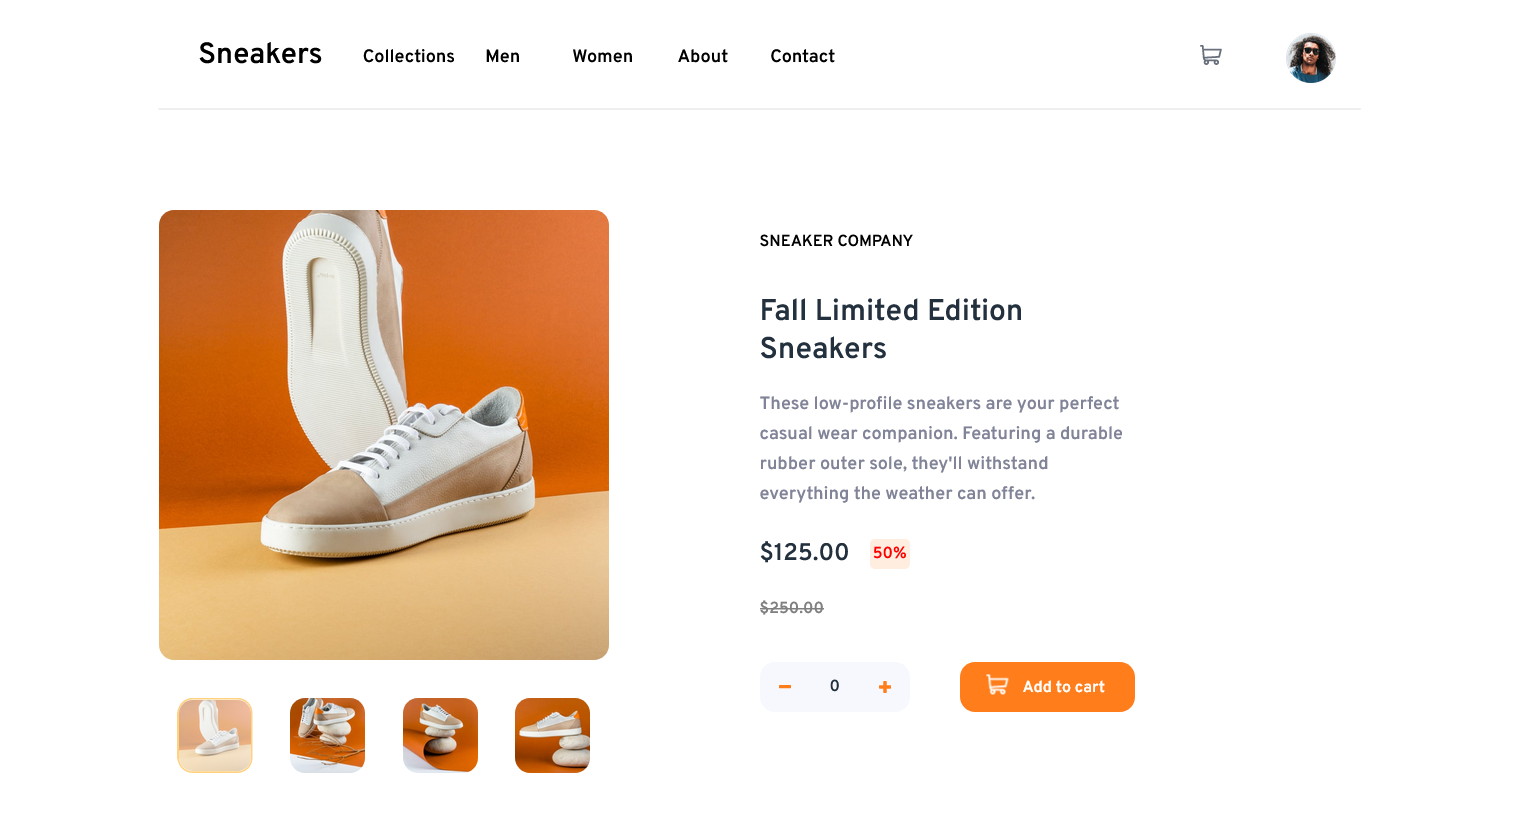 Sneakers Collections Men Women About Contact
SNEAKER COMPANY
Fall Limited Edition
Sneakers
These low-profile sneakers are your perfect
casual wear companion. Featuring a durable
rubber outer sole, they'll withstand
everything the weather can offer.
$125.00 50%
$250.00
0 Add to cart